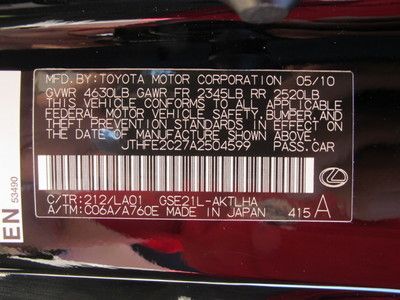 MFD.BY:TOYOTA MOTOR CORPORATION 05/10
GVWR 4630LB GAWR FR 2345LB RR 2520LB
THIS VEHICLE CONFORMS TO ALL APPLICABLE
FEDERAL MOTOR VEHICLE SAFETY,BUMPER,AND
THEFT PREVENTION STANDARDS IN EFFECT ON
THE DATE OF MANUFACTURE SHOWN ABOVE.
JTHFE2C27A2504599 PASS.CAR
C/TR:212/LA01 GSE21L-AKTLHA
A/TM:C06A/A760E MADE IN JAPAN 415 A
EN 53490